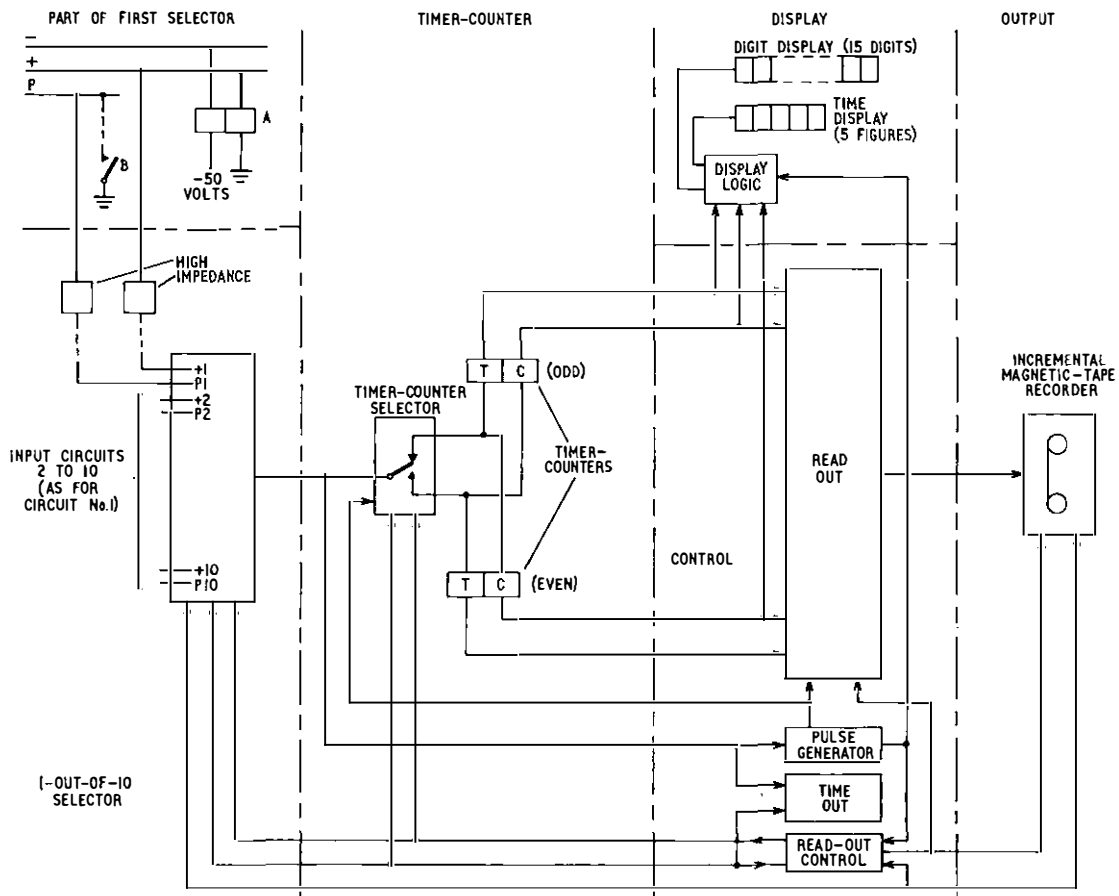 PART OF FIRST SELECTOR
TIMER-COUNTER
DISPLAY
OUTPUT
−
+
P
A
B
-50
VOLTS
DIGIT DISPLAY (15 DIGITS)
TIME
DISPLAY
(5 FIGURES)
DISPLAY
LOGIC
HIGH
IMPEDANCE
+1
P1
+2
P2
INPUT CIRCUITS
2 TO 10
(AS FOR
CIRCUIT No.1)
+10
P10
TIMER-COUNTER
SELECTOR
T
C
(ODD)
TIMER-
COUNTERS
T
C
(EVEN)
CONTROL
READ
OUT
INCREMENTAL
MAGNETIC-TAPE
RECORDER
PULSE
GENERATOR
TIME
OUT
READ-OUT
CONTROL
1-OUT-OF-10
SELECTOR